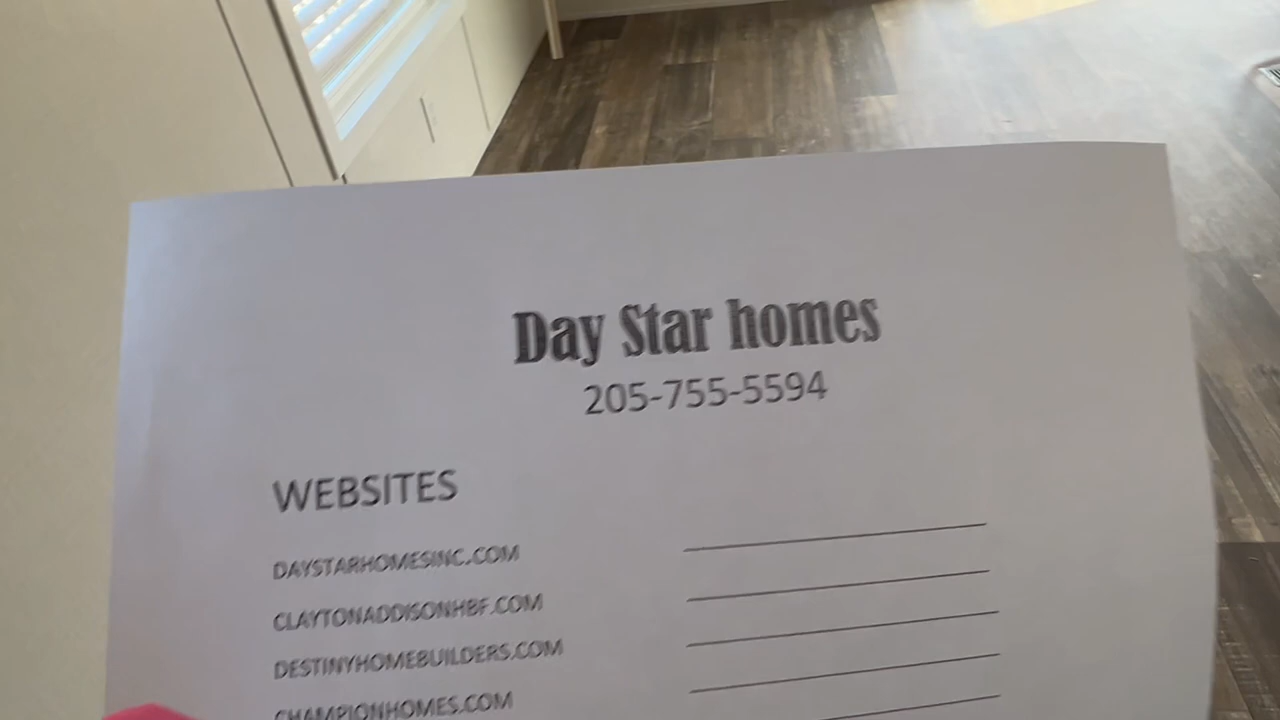 Day Star homes
205-755-5594
WEBSITES
DAYSTARHOMESINC.COM
CLAYTONADDISONHBF.COM
DESTINYHOMEBUILDERS.COM
CHAMPIONHOMES.COM